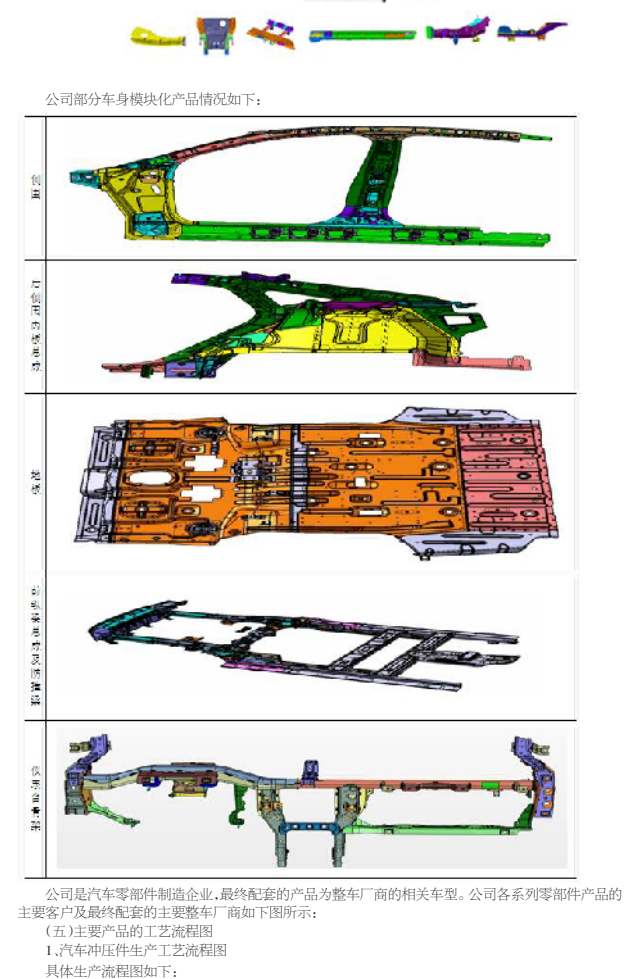 公司部分车身模块化产品情况如下：
侧围
地板
公司是汽车零部件制造企业，最终配套的产品为整车厂商的相关车型。公司各系列零部件产品的
主要客户及最终配套的主要整车厂商如下图所示：
（五）主要产品的工艺流程图
1、汽车冲压件生产工艺流程图
具体生产流程图如下：